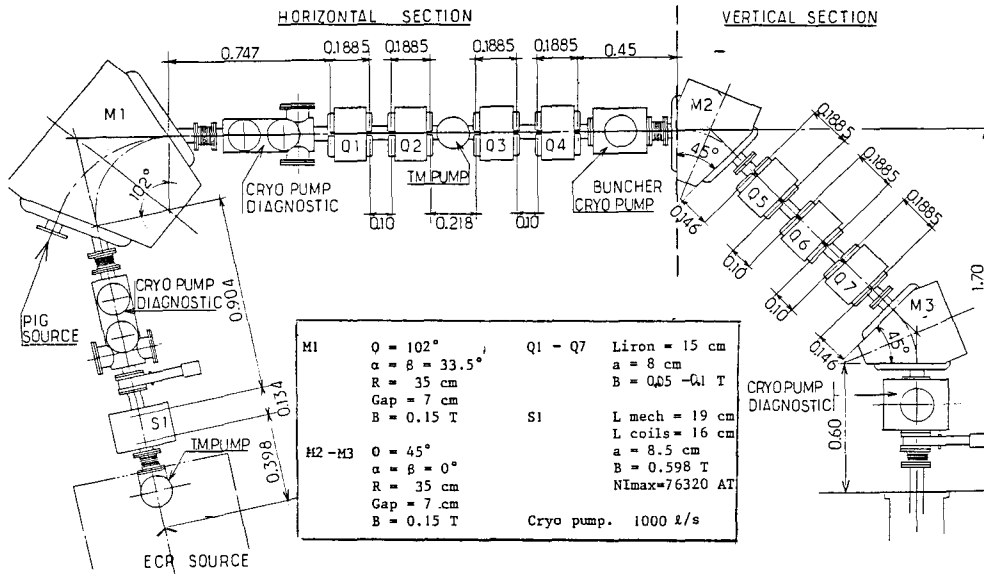 HORIZONTAL SECTION
VERTICAL SECTION
0.747
0.1885
0.1885
0.1885
0.1885
0.45
M1
102°
Q1
Q2
Q3
Q4
TM PUMP
CRYO PUMP
DIAGNOSTIC
BUNCHER
CRYO PUMP
0.10
0.218
0.10
M2
45°
0.146
Q5
Q6
Q7
0.1885
0.1885
0.1885
0.10
0.10
0.146
M3
45°
1.70
PIG
SOURCE
CRYO PUMP
DIAGNOSTIC
0.904
0.134
S1
TM PUMP
0.398
ECR SOURCE
CRYO PUMP
DIAGNOSTIC
0.60
M1
O = 102°
α = β = 33.5°
R = 35 cm
Gap = 7 cm
B = 0.15 T
M2 - M3
O = 45°
α = β = 0°
R = 35 cm
Gap = 7 cm
B = 0.15 T
Q1 - Q7
Liron = 15 cm
a = 8 cm
B = 0.05 -0.1 T
S1
L mech = 19 cm
L coils = 16 cm
a = 8.5 cm
B = 0.598 T
NImax=76320 AT
Cryo pump. 1000 ℓ/s